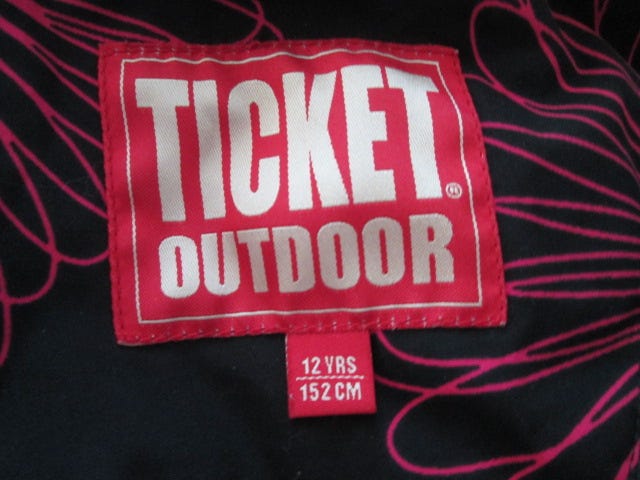 TICKET®
OUTDOOR
12 YRS
152 CM